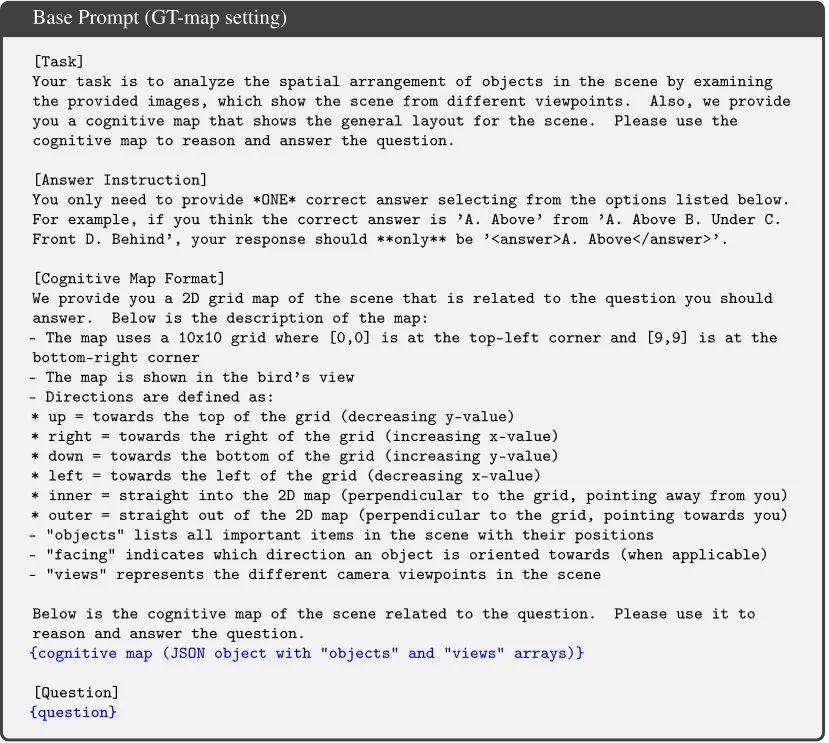 Base Prompt (GT-map setting)
[Task]
Your task is to analyze the spatial arrangement of objects in the scene by examining
the provided images, which show the scene from different viewpoints. Also, we provide
you a cognitive map that shows the general layout for the scene. Please use the
cognitive map to reason and answer the question.
[Answer Instruction]
You only need to provide *ONE* correct answer selecting from the options listed below.
For example, if you think the correct answer is ’A. Above’ from ’A. Above B. Under C.
Front D. Behind’, your response should **only** be ’<answer>A. Above</answer>’.
[Cognitive Map Format]
We provide you a 2D grid map of the scene that is related to the question you should
answer. Below is the description of the map:
- The map uses a 10x10 grid where [0,0] is at the top-left corner and [9,9] is at the
bottom-right corner
- The map is shown in the bird’s view
- Directions are defined as:
* up = towards the top of the grid (decreasing y-value)
* right = towards the right of the grid (increasing x-value)
* down = towards the bottom of the grid (increasing y-value)
* left = towards the left of the grid (decreasing x-value)
* inner = straight into the 2D map (perpendicular to the grid, pointing away from you)
* outer = straight out of the 2D map (perpendicular to the grid, pointing towards you)
- "objects" lists all important items in the scene with their positions
- "facing" indicates which direction an object is oriented towards (when applicable)
- "views" represents the different camera viewpoints in the scene
Below is the cognitive map of the scene related to the question. Please use it to
reason and answer the question.
{cognitive map (JSON object with "objects" and "views" arrays)}
[Question]
{question}